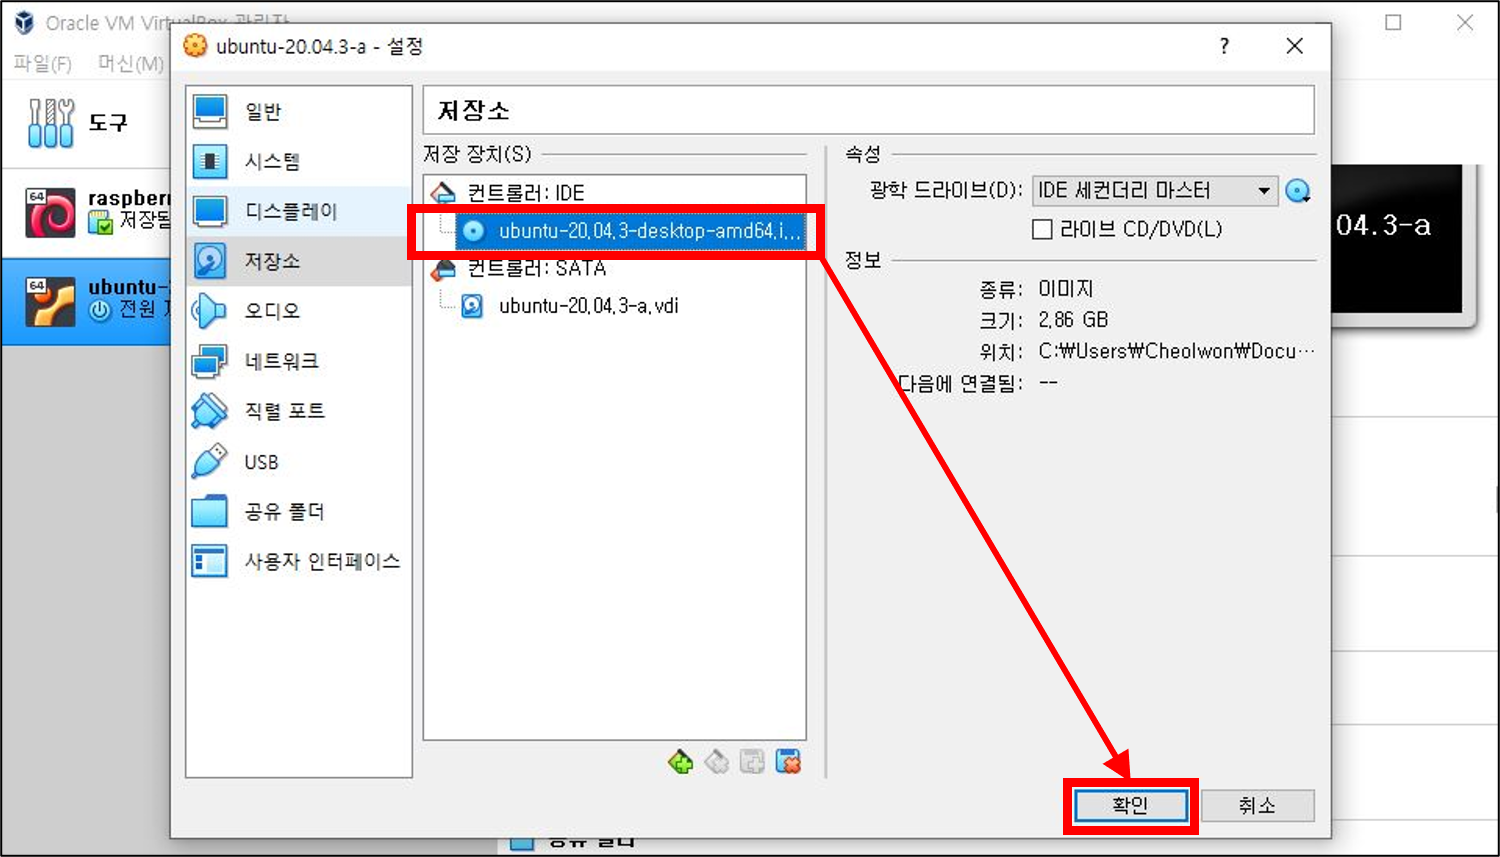 Oracle VM VirtualBox 관리자
파일(F) 머신(M)
도구
64
저장됨
64
ubuntu-
전원
04.3-a
ubuntu-20.04.3-a - 설정
?
일반
시스템
디스플레이
저장소
오디오
네트워크
직렬 포트
USB
공유 폴더
사용자 인터페이스
저장소
저장 장치(S)
컨트롤러: IDE
ubuntu-20.04.3-desktop-amd64.i...
컨트롤러: SATA
ubuntu-20.04.3-a.vdi
속성
광학 드라이브(D): IDE 세컨더리 마스터
라이브 CD/DVD(L)
정보
종류: 이미지
크기: 2.86 GB
위치: C:₩Users₩Cheolwon₩Docu...
다음에 연결됨: --
확인
취소
공유 폴더